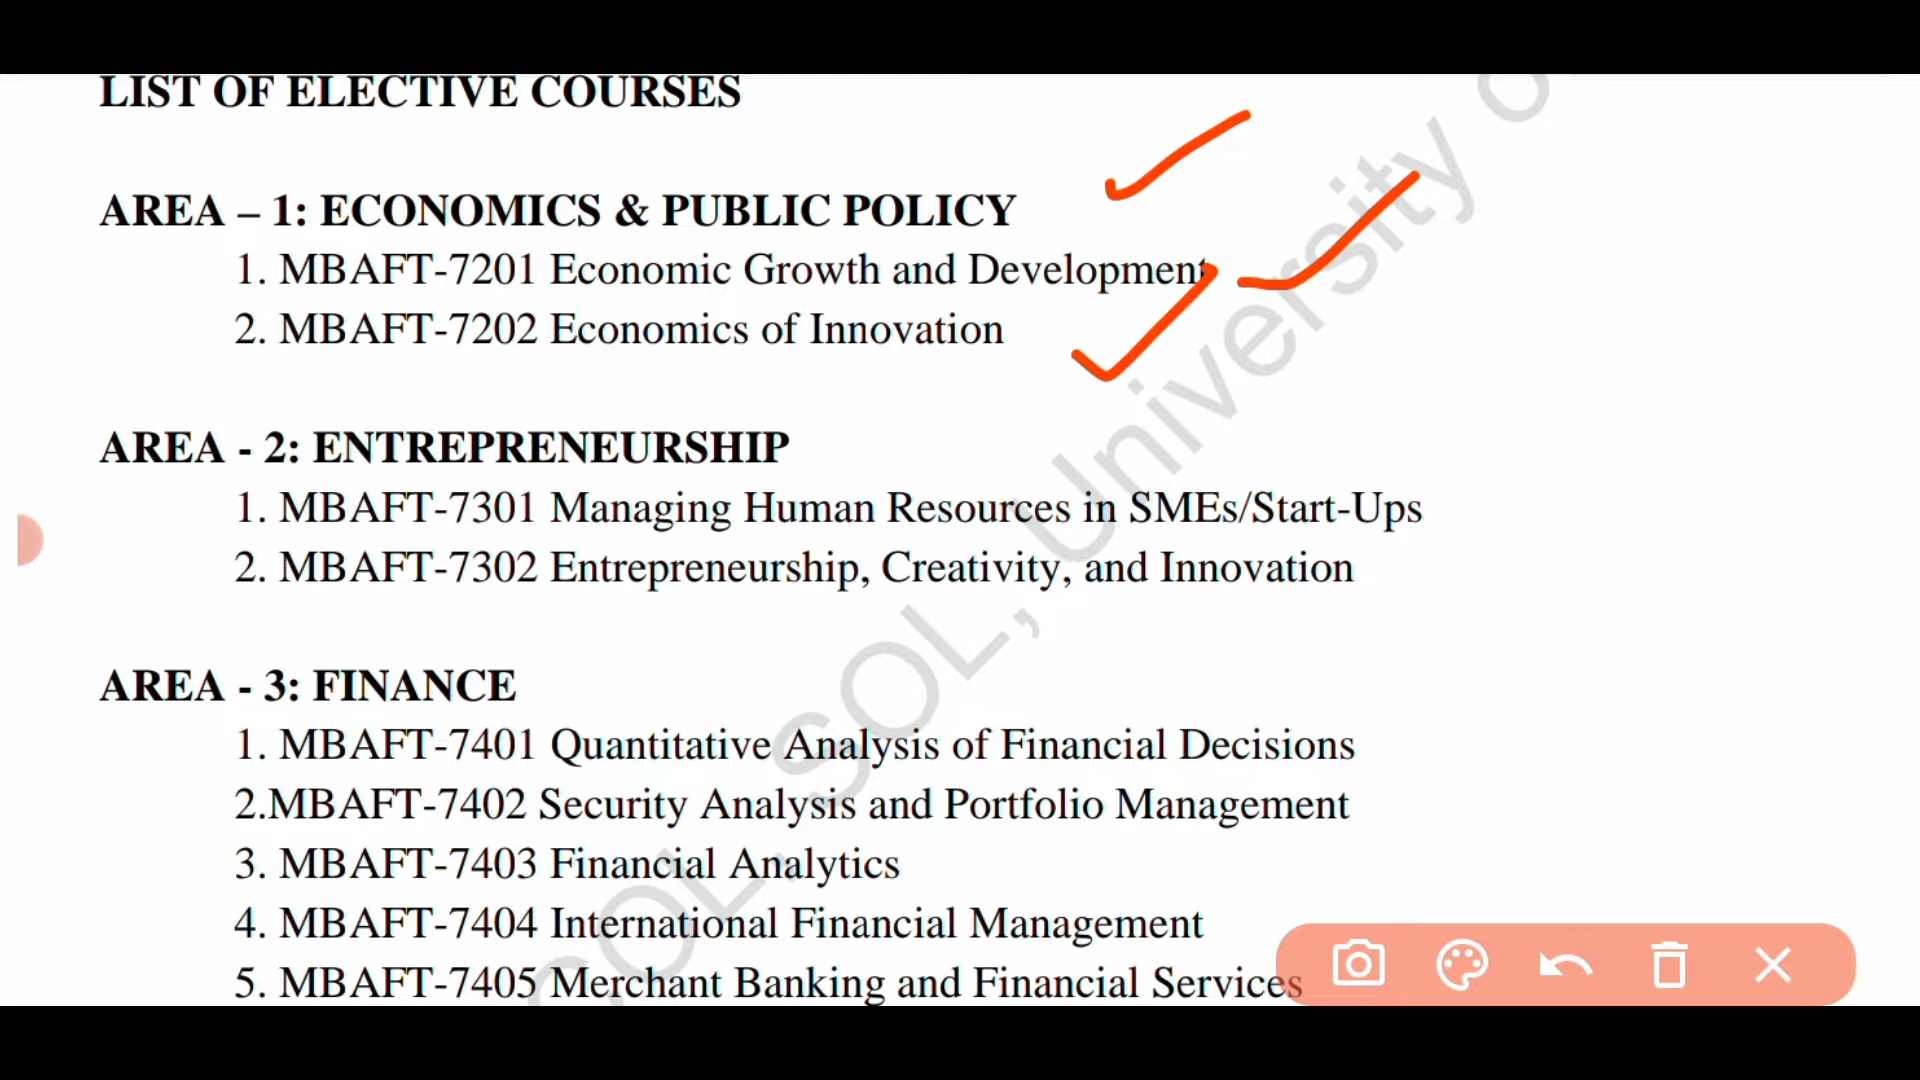 LIST OF ELECTIVE COURSES
AREA – 1: ECONOMICS & PUBLIC POLICY
1. MBAFT-7201 Economic Growth and Development
2. MBAFT-7202 Economics of Innovation
AREA - 2: ENTREPRENEURSHIP
1. MBAFT-7301 Managing Human Resources in SMEs/Start-Ups
2. MBAFT-7302 Entrepreneurship, Creativity, and Innovation
AREA - 3: FINANCE
1. MBAFT-7401 Quantitative Analysis of Financial Decisions
2.MBAFT-7402 Security Analysis and Portfolio Management
3. MBAFT-7403 Financial Analytics
4. MBAFT-7404 International Financial Management
5. MBAFT-7405 Merchant Banking and Financial Services
COL, SOL, University